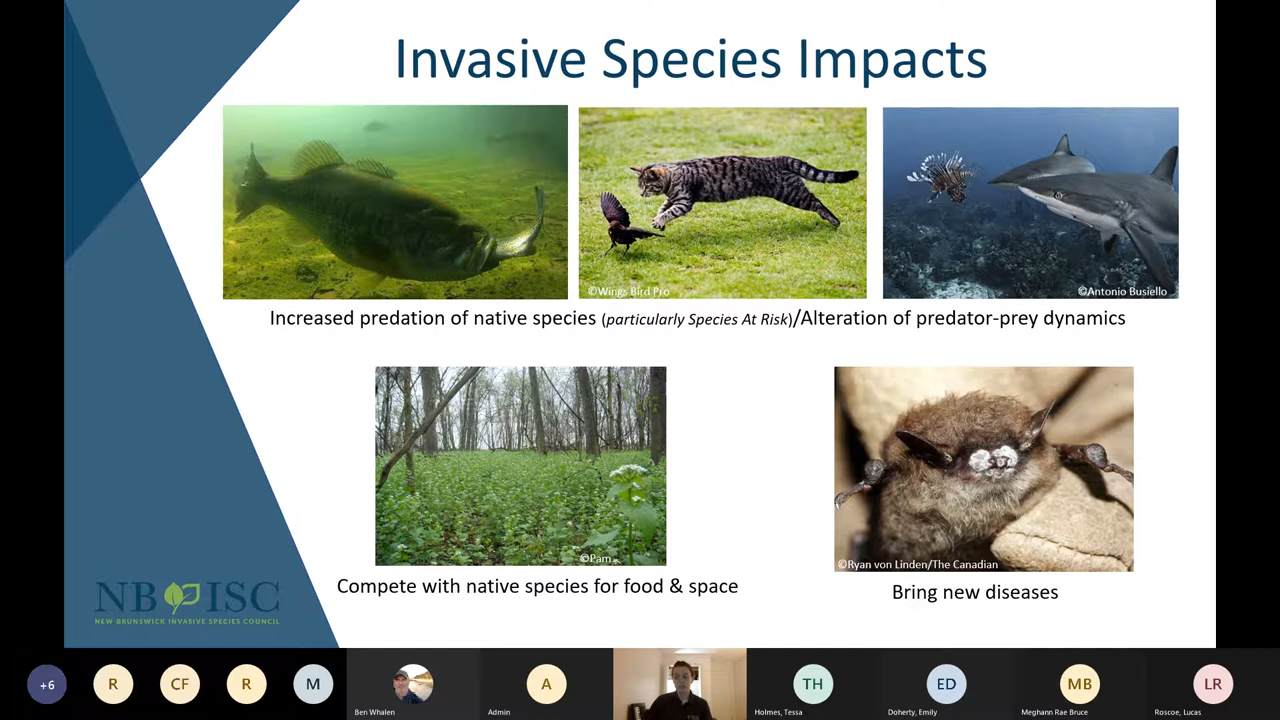 Invasive Species Impacts
©Wings Bird Pro
©Antonio Busiello
Increased predation of native species (particularly Species At Risk)/Alteration of predator-prey dynamics
©Pam
©Ryan von Linden/The Canadian
Compete with native species for food & space
Bring new diseases
NB ISC
NEW BRUNSWICK INVASIVE SPECIES COUNCIL
+6
R
CF
R
M
A
TH
ED
MB
LR
Ben Whalen
Admin
Holmes, Tessa
Doherty, Emily
Meghann Rae Bruce
Roscoe, Lucas